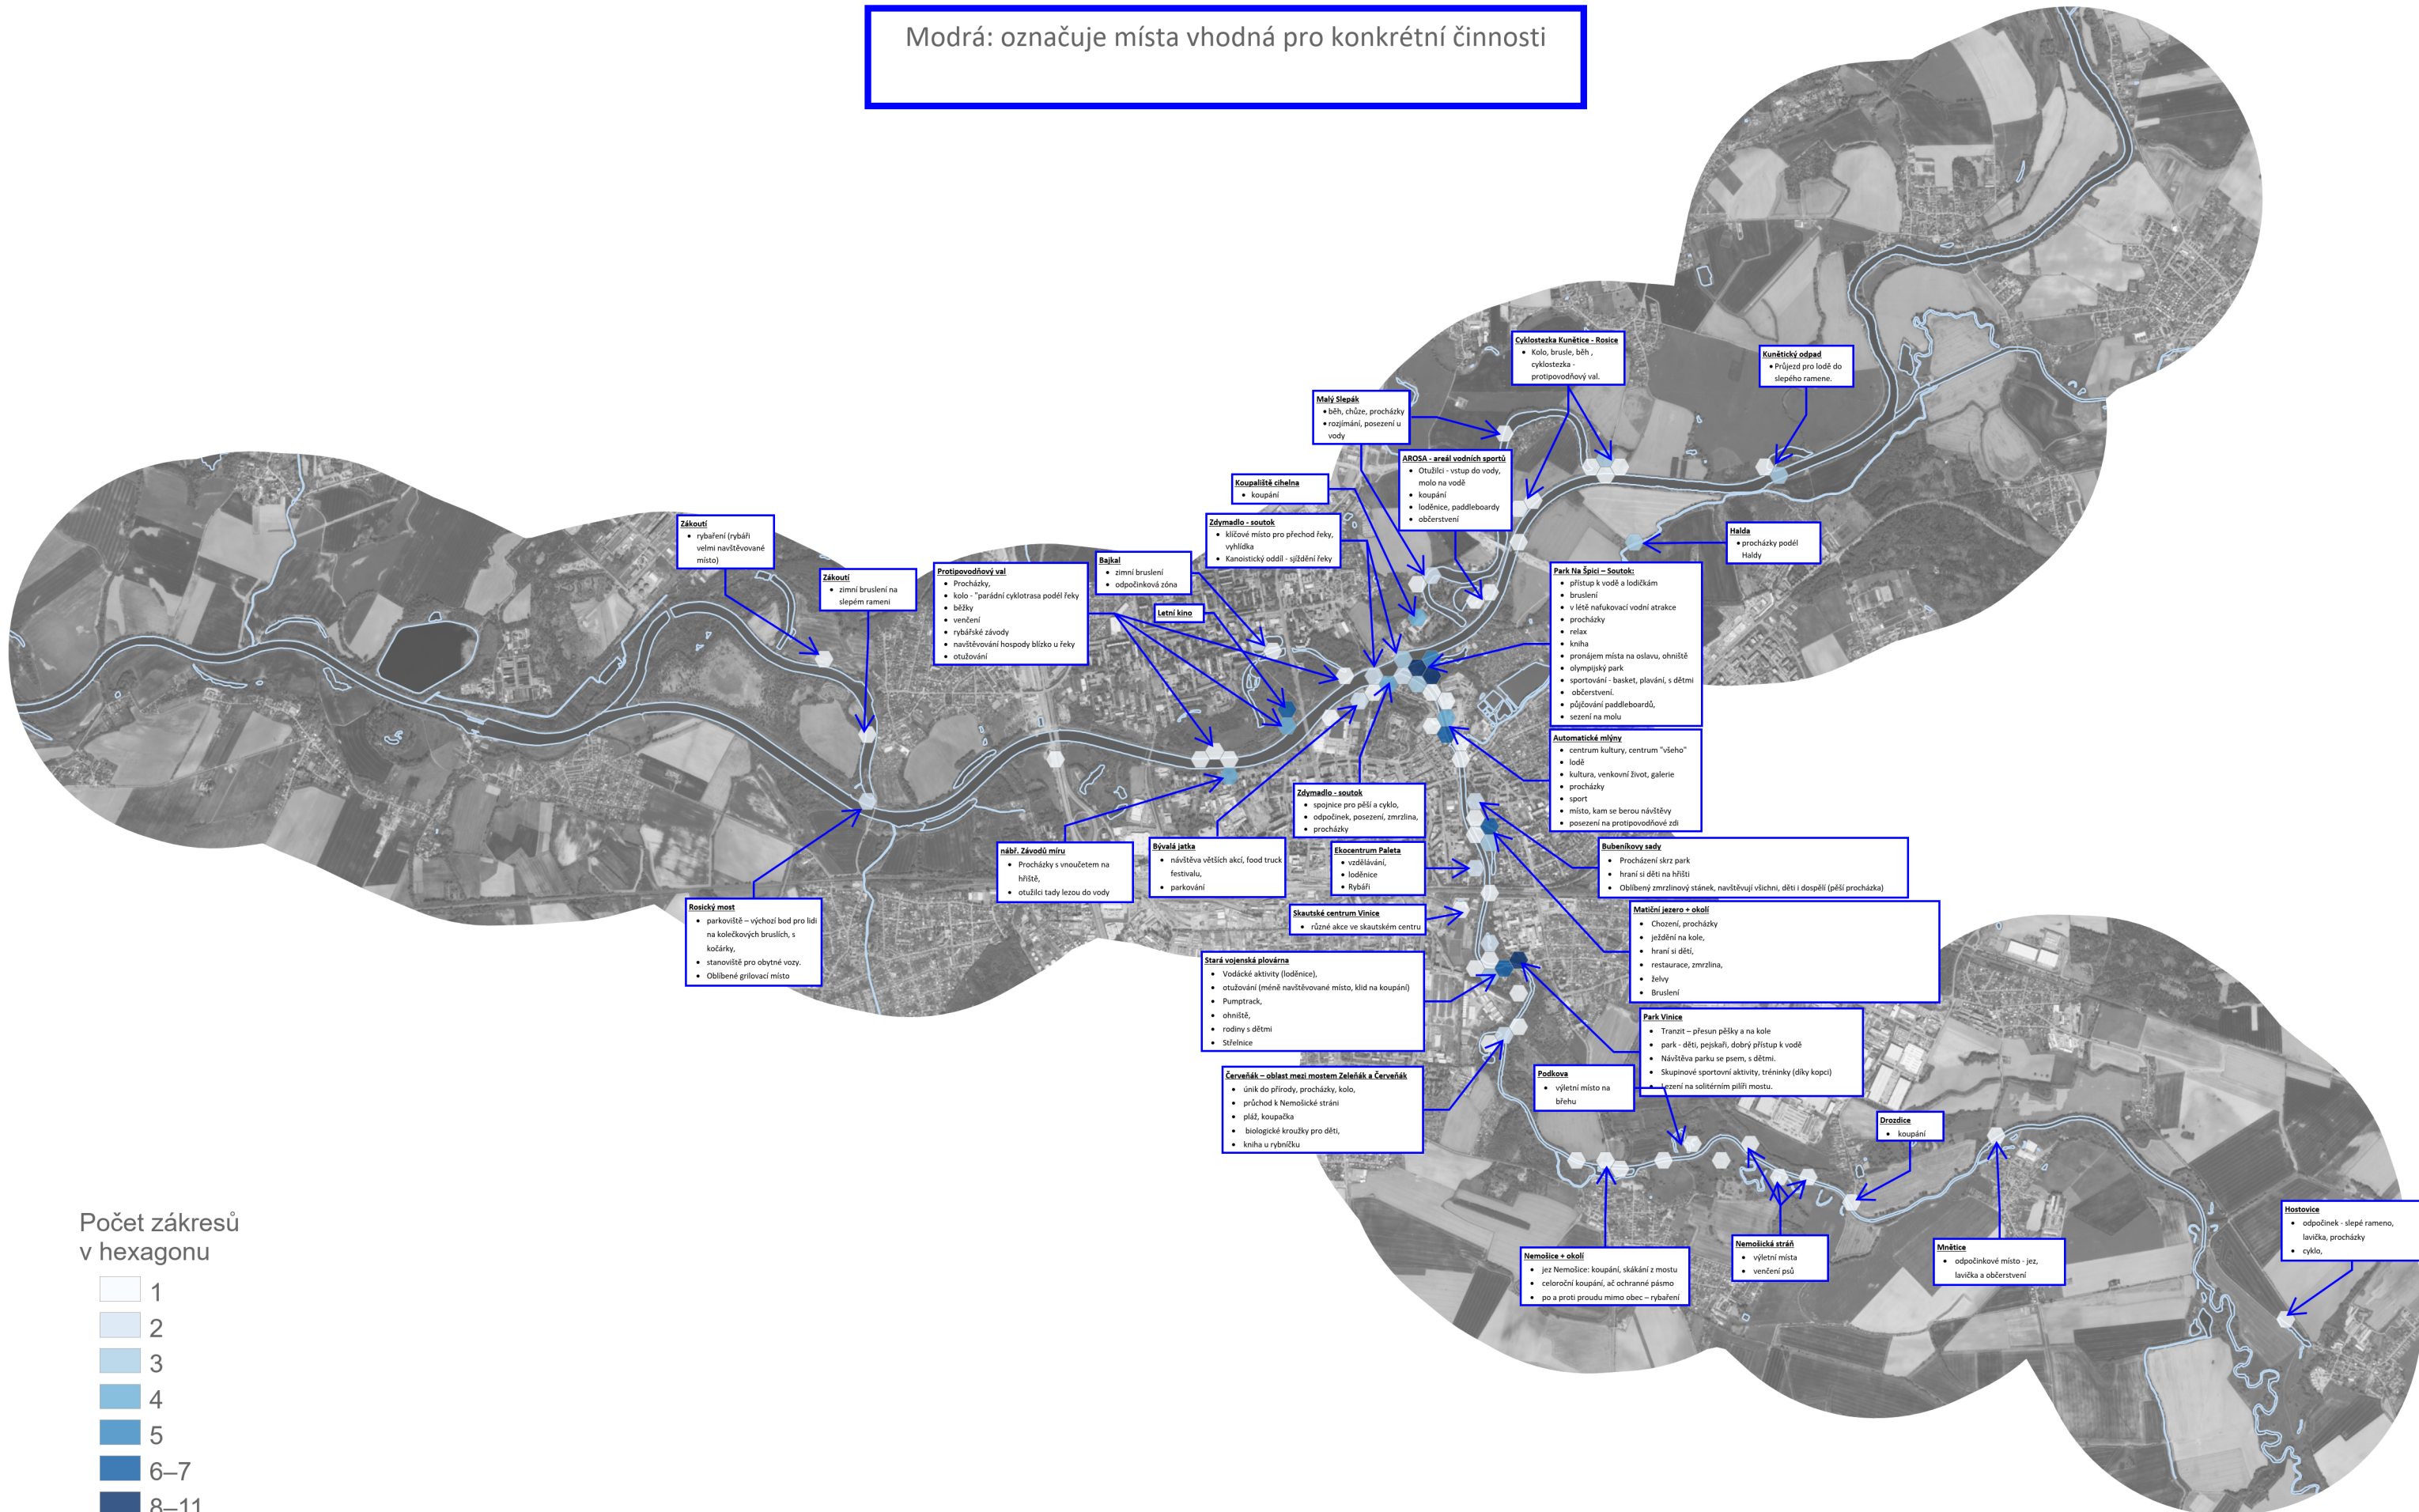 Modrá: označuje místa vhodná pro konkrétní činnosti
Cyklostezka Kunětice - Rosice
• Kolo, brusle, běh ,
cyklostezka -
protipovodňový val.
Kunětický odpad
• Průjezd pro lodě do
slepého ramene.
Malý Slepák
• běh, chůze, procházky
• rozjímání, posezení u
vody
AROSA - areál vodních sportů
• Otužilci - vstup do vody,
molo na vodě
• koupání
• loděnice, paddleboardy
• občerstvení
Koupaliště cihelna
• koupání
Zdymadlo - soutok
• klíčové místo pro přechod řeky,
vyhlídka
• Kanoistický oddíl - sjíždění řeky
Zákoutí
• rybaření (rybáři
velmi navštěvované
místo)
Halda
• procházky podél
Haldy
Bajkal
• zimní bruslení
• odpočinková zóna
Zákoutí
• zimní bruslení na
slepém rameni
Protipovodňový val
• Procházky,
• kolo - "parádní cyklotrasa podél řeky
• běžky
• venčení
• rybářské závody
• navštěvování hospody blízko u řeky
• otužování
Letní kino
Park Na Špici – Soutok:
• přístup k vodě a lodičkám
• bruslení
• v létě nafukovací vodní atrakce
• procházky
• relax
• kniha
• pronájem místa na oslavu, ohniště
• olympijský park
• sportování - basket, plavání, s dětmi
• občerstvení.
• půjčování paddleboardů,
• sezení na molu
Automatické mlýny
• centrum kultury, centrum "všeho"
• lodě
• kultura, venkovní život, galerie
• procházky
• sport
• místo, kam se berou návštěvy
• posezení na protipovodňové zdi
Zdymadlo - soutok
• spojnice pro pěší a cyklo,
• odpočinek, posezení, zmrzlina,
• procházky
nábř. Závodů míru
• Procházky s vnoučetem na
hřiště,
• otužilci tady lezou do vody
Bývalá jatka
• návštěva větších akcí, food truck
festivalu,
• parkování
Ekocentrum Paleta
• vzdělávání,
• loděnice
• Rybáři
Bubeníkovy sady
• Procházení skrz park
• hraní si děti na hřišti
• Oblíbený zmrzlinový stánek, navštěvují všichni, děti i dospělí (pěší procházka)
Rosický most
• parkoviště – výchozí bod pro lidi
na kolečkových bruslích, s
kočárky,
• stanoviště pro obytné vozy.
• Oblíbené grilovací místo
Skautské centrum Vinice
• různé akce ve skautském centru
Matiční jezero + okolí
• Chození, procházky
• ježdění na kole,
• hraní si dětí,
• restaurace, zmrzlina,
• želvy
• Bruslení
Stará vojenská plovárna
• Vodácké aktivity (loděnice),
• otužování (méně navštěvované místo, klid na koupání)
• Pumptrack,
• ohniště,
• rodiny s dětmi
• Střelnice
Park Vinice
• Tranzit – přesun pěšky a na kole
• park - děti, pejskaři, dobrý přístup k vodě
• Návštěva parku se psem, s dětmi.
• Skupinové sportovní aktivity, tréninky (díky kopci)
• Lezení na solitérním pilíři mostu.
Červeňák – oblast mezi mostem Zeleňák a Červeňák
• únik do přírody, procházky, kolo,
• průchod k Nemošické stráni
• pláž, koupačka
• biologické kroužky pro děti,
• kniha u rybníčku
Podkova
• výletní místo na
břehu
Drozdice
• koupání
Nemošice + okolí
• jez Nemošice: koupání, skákání z mostu
• celoroční koupání, ač ochranné pásmo
• po a proti proudu mimo obec – rybaření
Nemošická stráň
• výletní místa
• venčení psů
Mnětice
• odpočinkové místo - jez,
lavička a občerstvení
Hostovice
• odpočinek - slepé rameno,
lavička, procházky
• cyklo,
Počet zákresů
v hexagonu
1
2
3
4
5
6–7
8–11